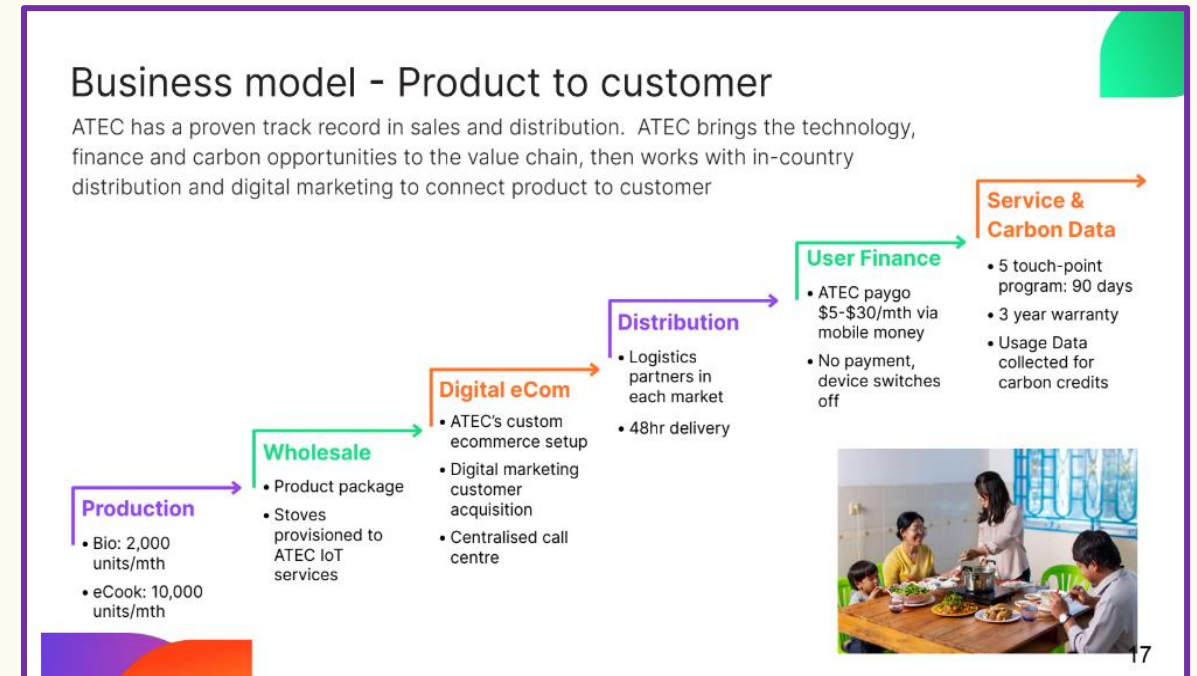 Business model - Product to customer
ATEC has a proven track record in sales and distribution.  ATEC brings the technology,
finance and carbon opportunities to the value chain, then works with in-country
distribution and digital marketing to connect product to customer
Production
• Bio: 2,000
units/mth
• eCook: 10,000
units/mth
Wholesale
• Product package
• Stoves
provisioned to
ATEC IoT
services
Digital eCom
• ATEC’s custom
ecommerce setup
• Digital marketing
customer
acquisition
• Centralised call
centre
Distribution
• Logistics
partners in
each market
• 48hr delivery
User Finance
• ATEC paygo
$5-$30/mth via
mobile money
• No payment,
device switches
off
Service &
Carbon Data
• 5 touch-point
program: 90 days
• 3 year warranty
• Usage Data
collected for
carbon credits
17